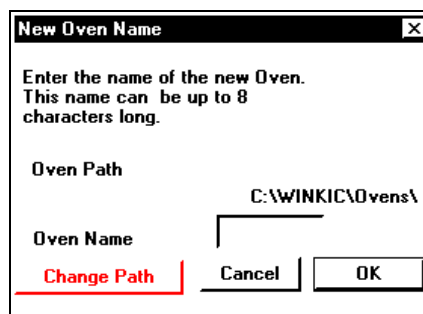 New Oven Name
Enter the name of the new Oven.
This name can be up to 8
characters long.
Oven Path
C:\WINKIC\Ovens\
Oven Name
Change Path
Cancel
OK